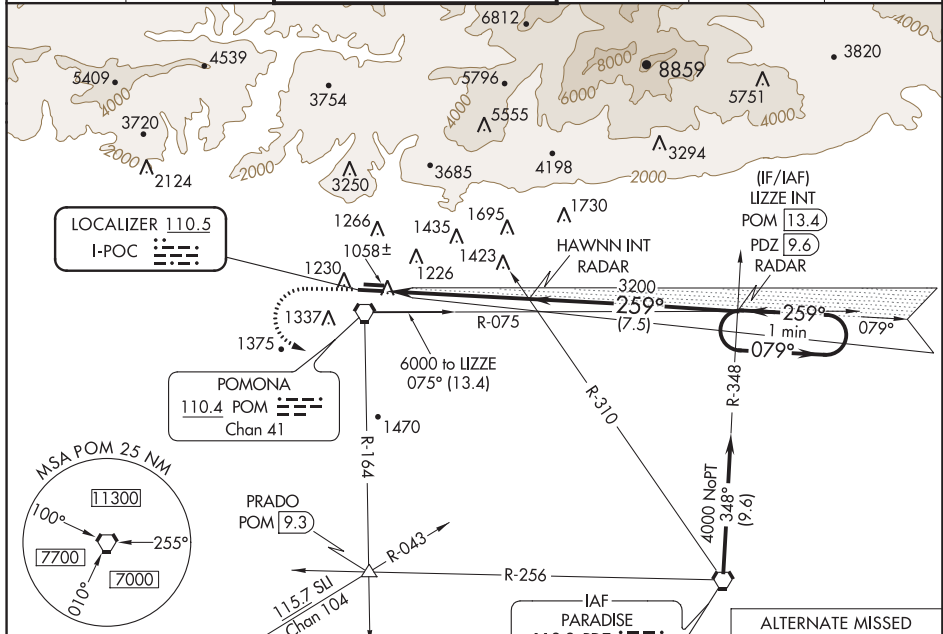 6812
4000
4539
5409
4000
3754
5796
4000
5555
8000
6000
8859
3820
5751
4000
3720
2000
2124
2000
3250
3685
4198
3294
2000
(IF/IAF)
LIZZE INT
POM 13.4
PDZ 9.6
RADAR
LOCALIZER 110.5
I-POC
1266
1435
1695
1730
1058±
1423
1226
1230
HAWNN INT
RADAR
3200
259°
(7.5)
259°
079°
1 min
079°
1337
1375
R-075
6000 to LIZZE
075° (13.4)
POMONA
110.4 POM
Chan 41
1470
R-164
R-310
R-348
4000 NoPT
348°
(9.6)
MSA POM 25 NM
11300
100°
255°
7700
7000
010°
PRADO
POM 9.3
R-043
R-256
115.7 SLI
Chan 104
IAF
PARADISE
ALTERNATE MISSED